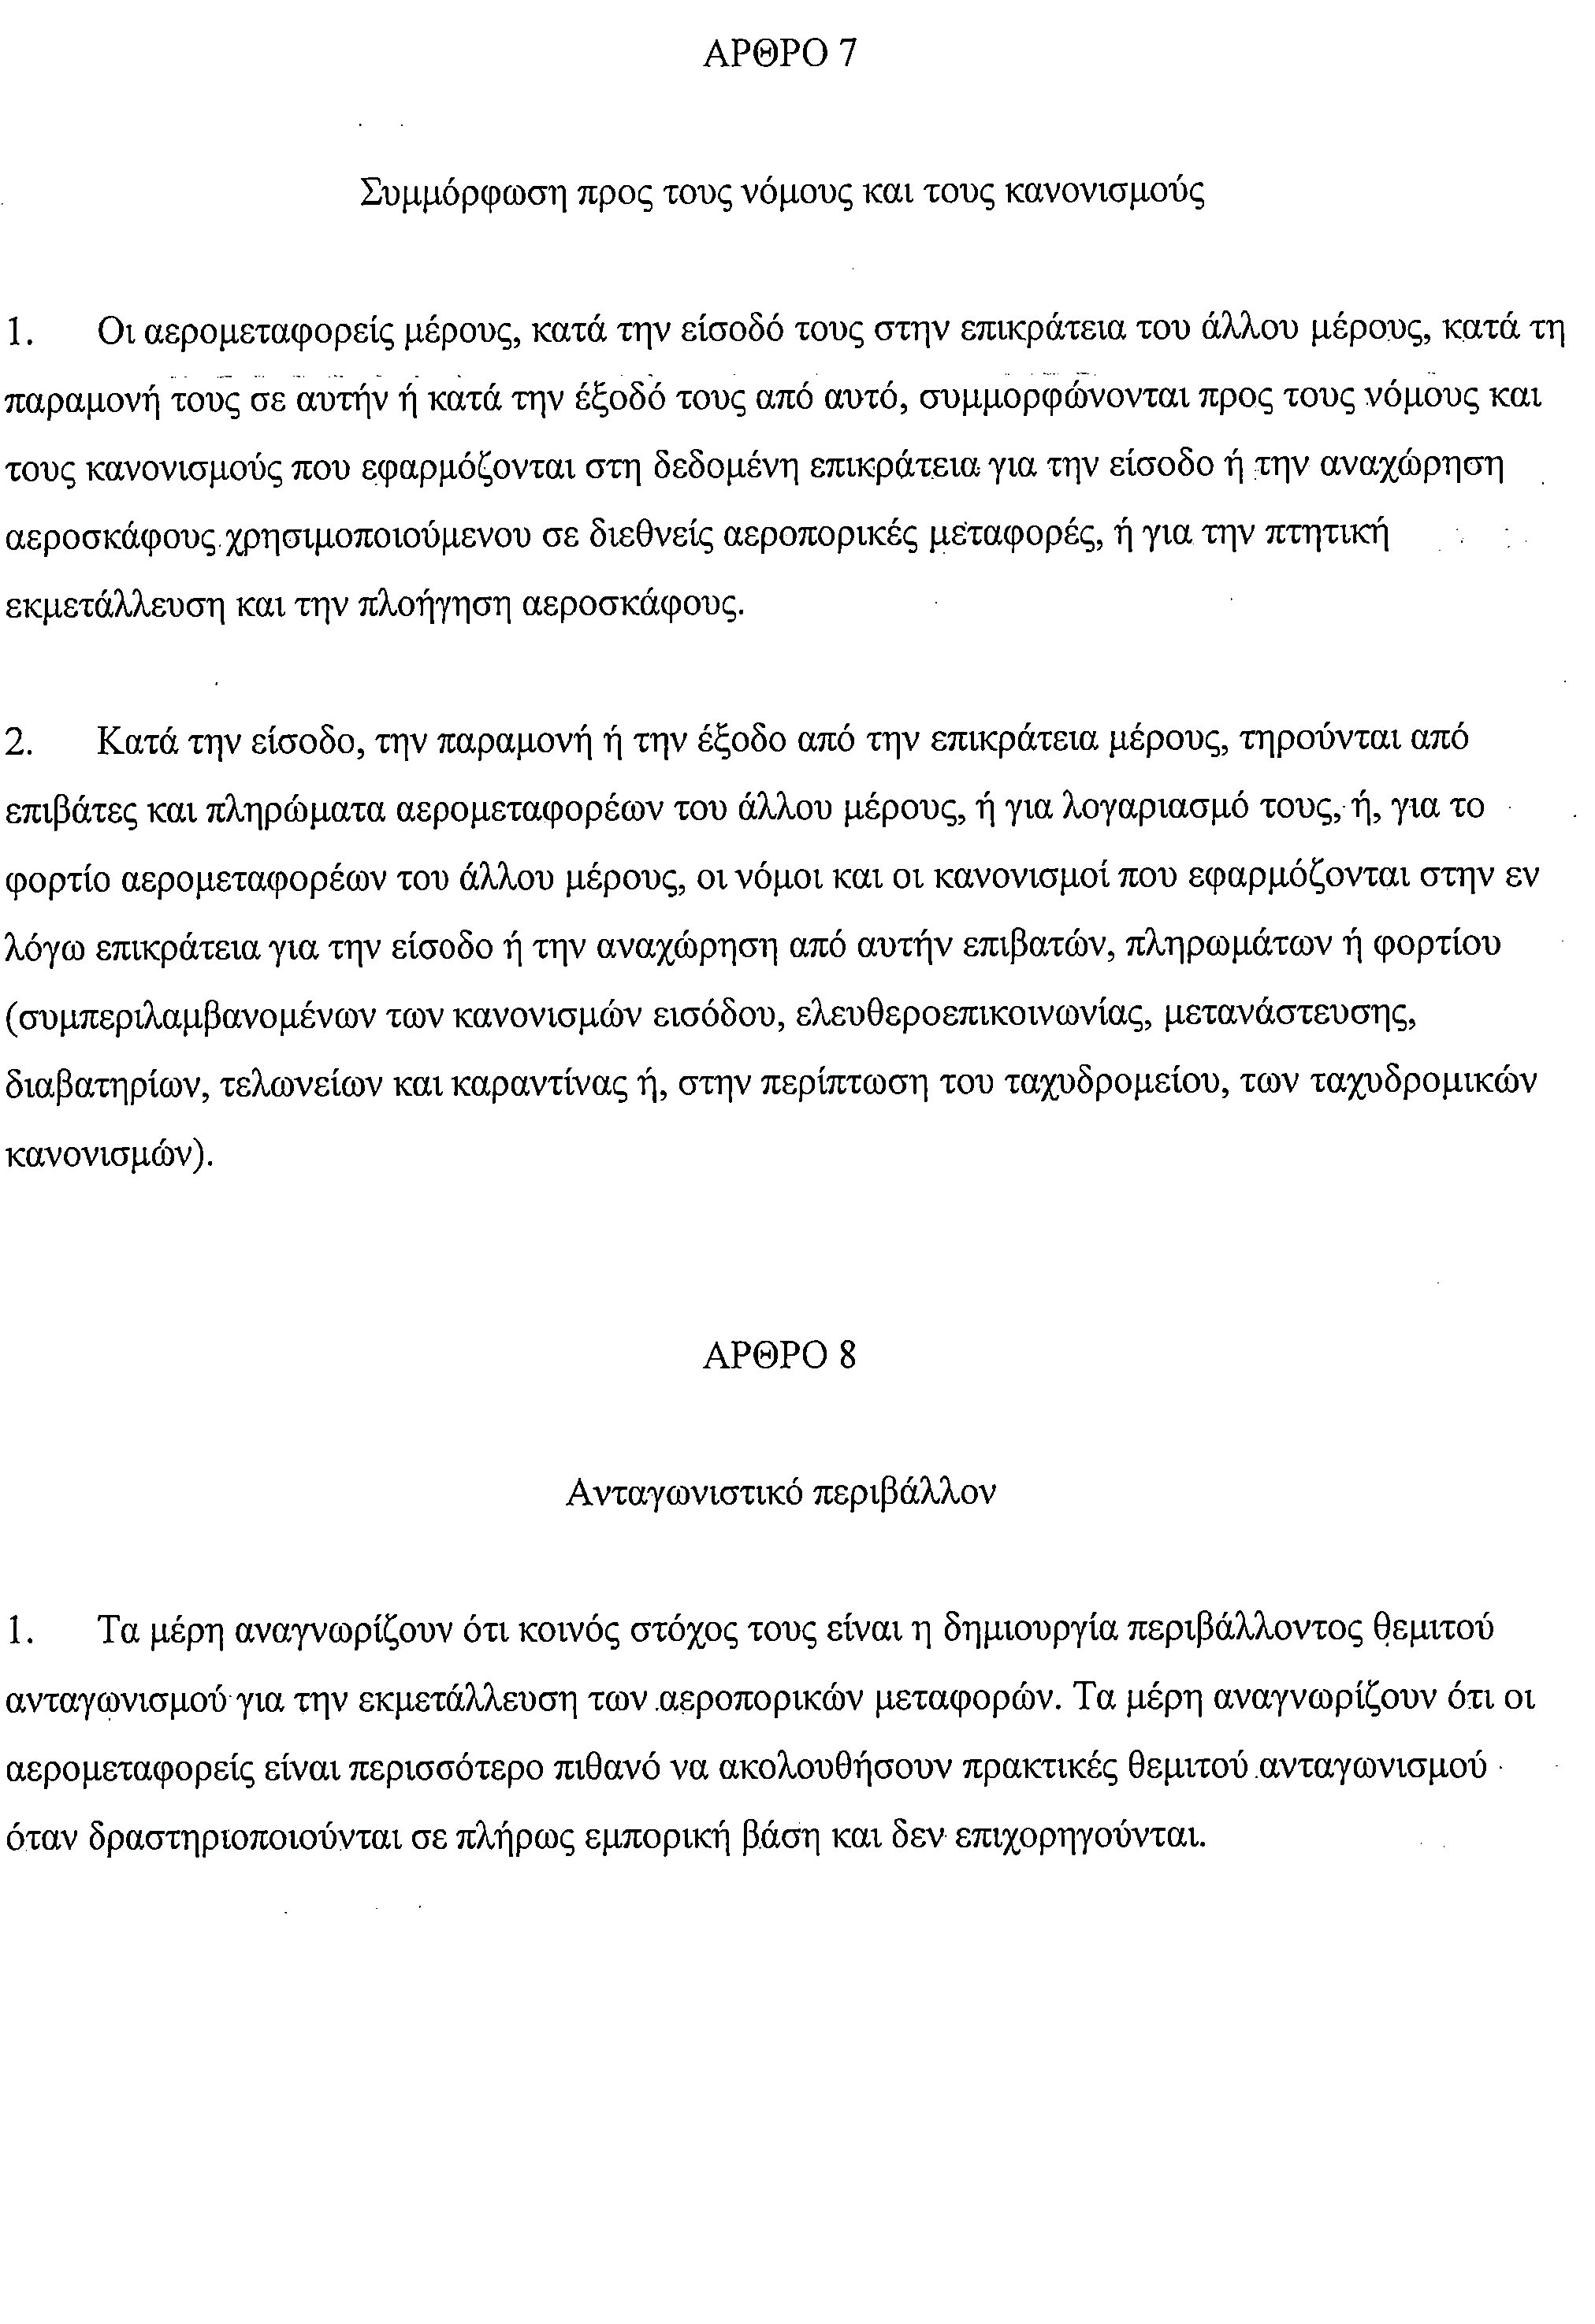 ΑΡΘΡΟ 7
Συμμόρφωση προς τους νόμους και τους κανονισμούς
1. Οι αερομεταφορείς μέρους, κατά την είσοδό τους στην επικράτεια του άλλου μέρους, κατά τη
παραμονή τους σε αυτήν ή κατά την έξοδό τους από αυτό, συμμορφώνονται προς τους νόμους και
τους κανονισμούς που εφαρμόζονται στη δεδομένη επικράτεια για την είσοδο ή την αναχώρηση
αεροσκάφους χρησιμοποιούμενου σε διεθνείς αεροπορικές μεταφορές, ή για την πτητική
εκμετάλλευση και την πλοήγηση αεροσκάφους.
2. Κατά την είσοδο, την παραμονή ή την έξοδο από την επικράτεια μέρους, τηρούνται από
επιβάτες και πληρώματα αερομεταφορέων του άλλου μέρους, ή για λογαριασμό τους, ή, για το
φορτίο αερομεταφορέων του άλλου μέρους, οι νόμοι και οι κανονισμοί που εφαρμόζονται στην εν
λόγω επικράτεια για την είσοδο ή την αναχώρηση από αυτήν επιβατών, πληρωμάτων ή φορτίου
(συμπεριλαμβανομένων των κανονισμών εισόδου, ελευθεροεπικοινωνίας, μετανάστευσης,
διαβατηρίων, τελωνείων και καραντίνας ή, στην περίπτωση του ταχυδρομείου, των ταχυδρομικών
κανονισμών).
ΑΡΘΡΟ 8
Ανταγωνιστικό περιβάλλον
1. Τα μέρη αναγνωρίζουν ότι κοινός στόχος τους είναι η δημιουργία περιβάλλοντος θεμιτού
ανταγωνισμού για την εκμετάλλευση των αεροπορικών μεταφορών. Τα μέρη αναγνωρίζουν ότι οι
αερομεταφορείς είναι περισσότερο πιθανό να ακολουθήσουν πρακτικές θεμιτού ανταγωνισμού
όταν δραστηριοποιούνται σε πλήρως εμπορική βάση και δεν επιχορηγούνται.